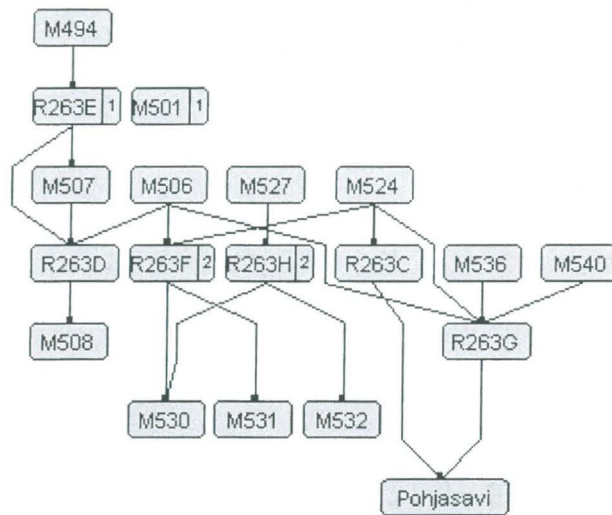 M494
R263E 1 M501 1
M507 M506 M527 M524
R263D R263F 2 R263H 2 R263C M536 M540
M508 R263G
M530 M531 M532
Pohjasavi